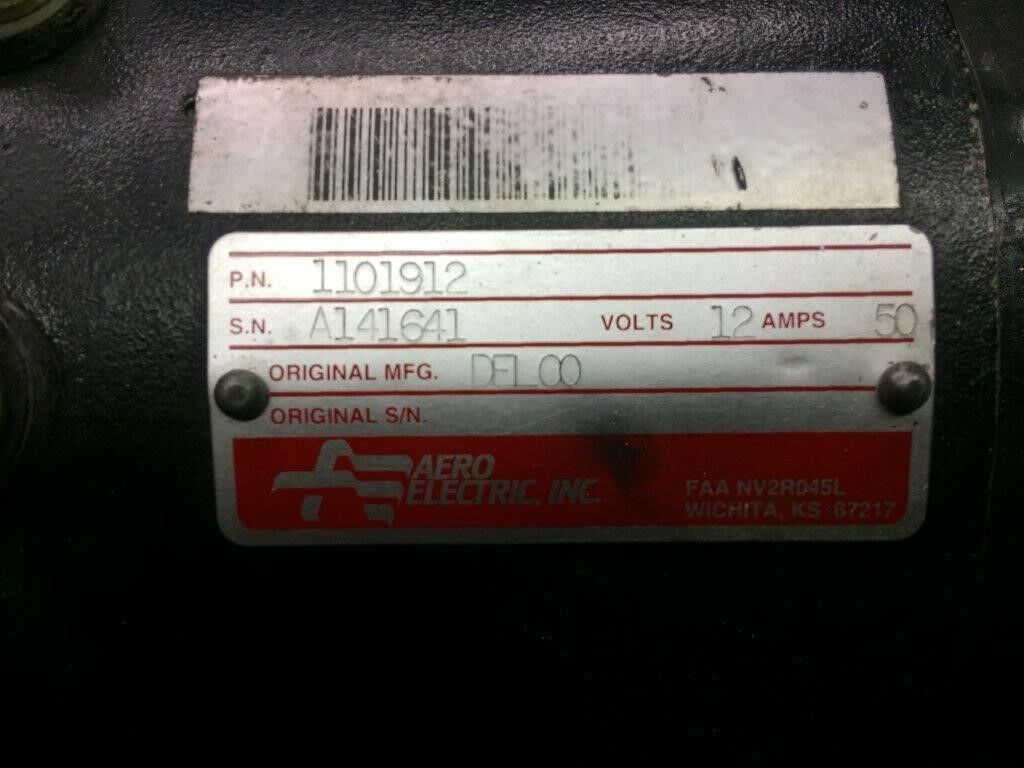 P.N. 1101912
S.N. A141641 VOLTS 12 AMPS 50
ORIGINAL MFG. DELCO
ORIGINAL S/N.
AERO
ELECTRIC, INC.
FAA NV2R045L
WICHITA, KS 67217